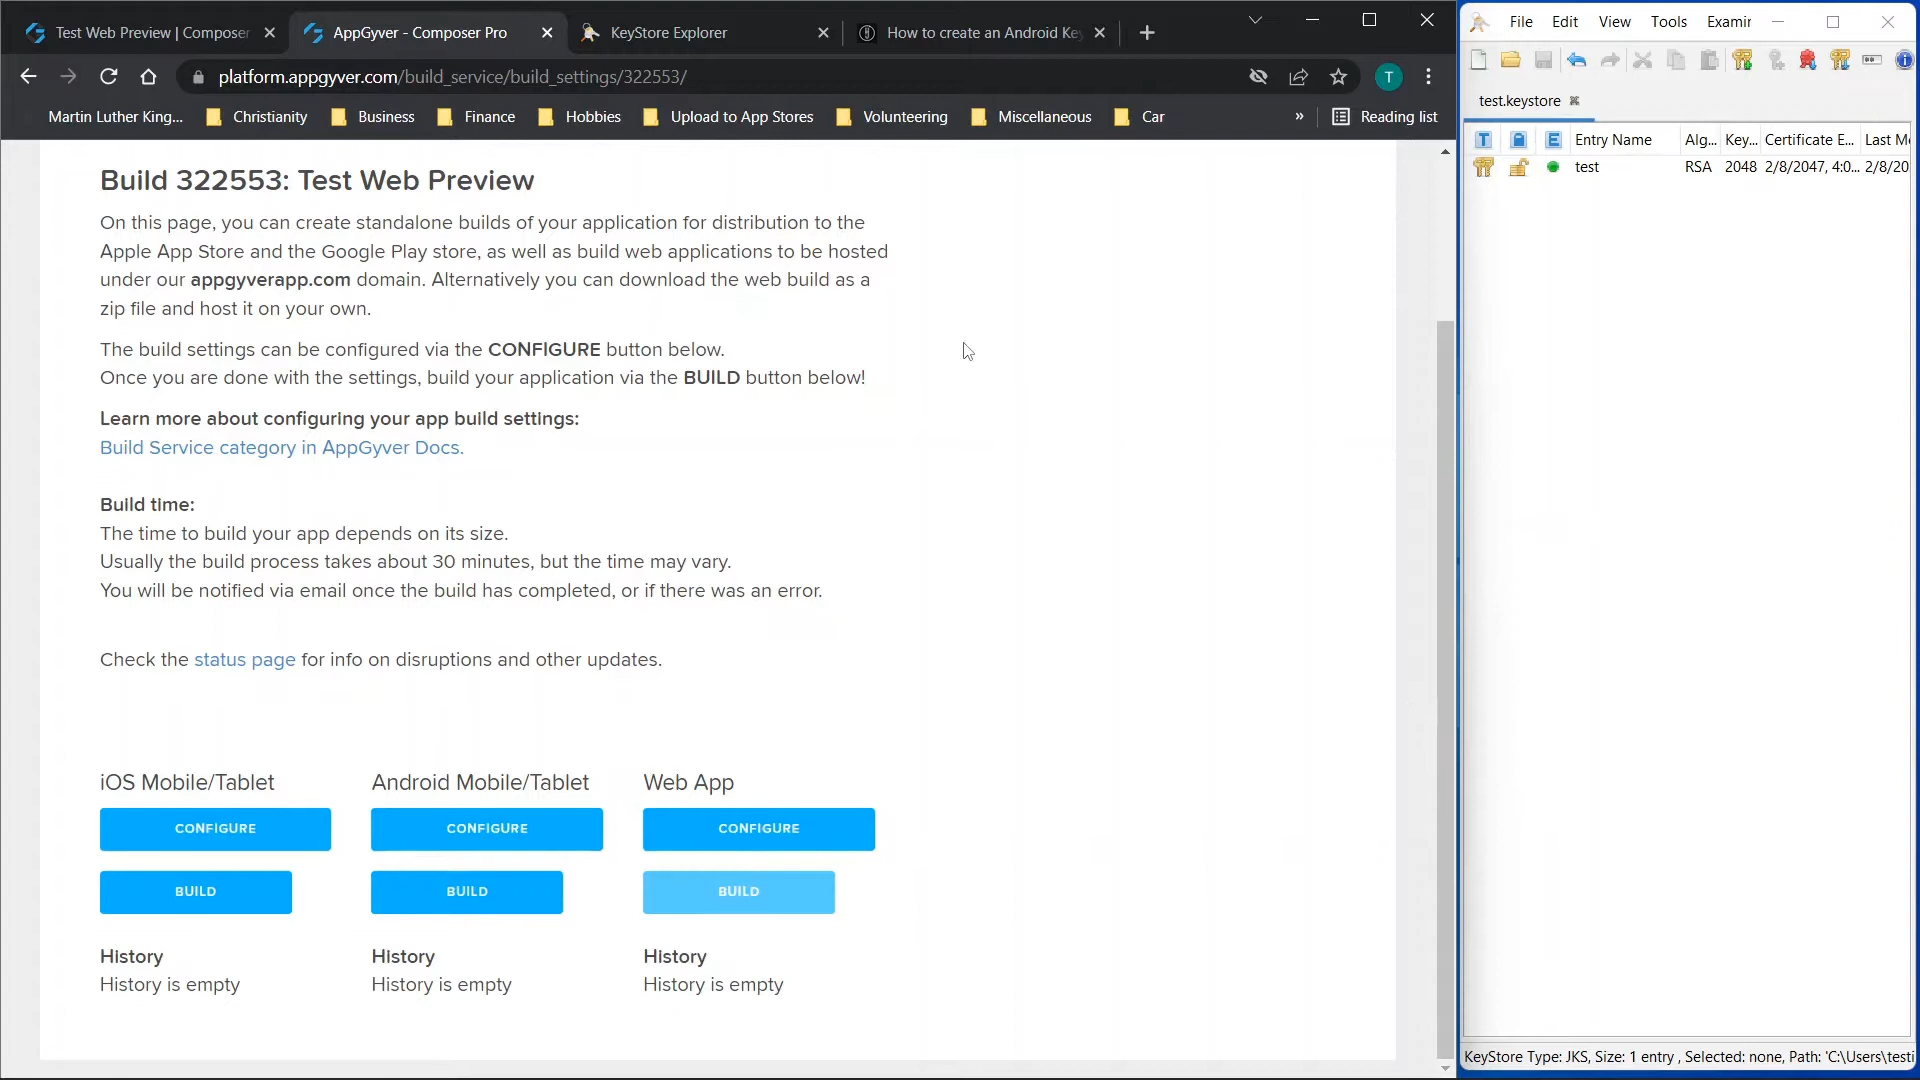 Test Web Preview | Composer
AppGyver - Composer Pro
KeyStore Explorer
How to create an Android Key
platform.appgyver.com/build_service/build_settings/322553/
T
Martin Luther King...
Christianity
Business
Finance
Hobbies
Upload to App Stores
Volunteering
Miscellaneous
Car
»
Reading list
Build 322553: Test Web Preview
On this page, you can create standalone builds of your application for distribution to the
Apple App Store and the Google Play store, as well as build web applications to be hosted
under our appgyverapp.com domain. Alternatively you can download the web build as a
zip file and host it on your own.
The build settings can be configured via the CONFIGURE button below.
Once you are done with the settings, build your application via the BUILD button below!
Learn more about configuring your app build settings:
Build Service category in AppGyver Docs.
Build time:
The time to build your app depends on its size.
Usually the build process takes about 30 minutes, but the time may vary.
You will be notified via email once the build has completed, or if there was an error.
Check the status page for info on disruptions and other updates.
iOS Mobile/Tablet
CONFIGURE
BUILD
History
History is empty
Android Mobile/Tablet
CONFIGURE
BUILD
History
History is empty
Web App
CONFIGURE
BUILD
History
History is empty
File Edit View Tools Examin
test.keystore
T E Entry Name Alg... Key... Certificate E... Last Mo
test RSA 2048 2/8/2047, 4:0... 2/8/20
KeyStore Type: JKS, Size: 1 entry , Selected: none, Path: 'C:\Users\testi